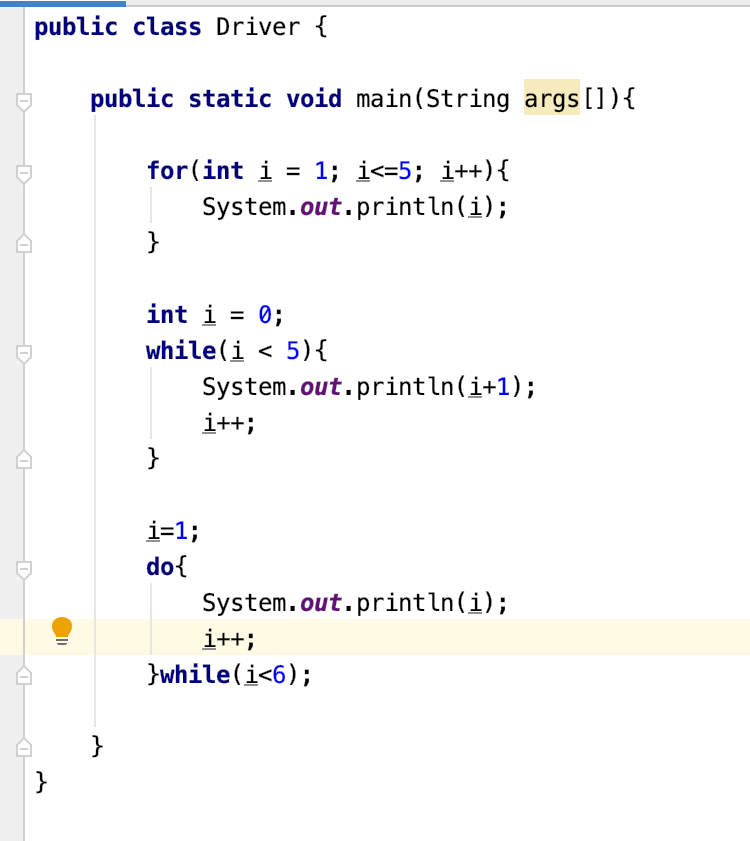 public class Driver {
public static void main(String args[]){
for(int i = 1; i<=5; i++){
System.out.println(i);
}
int i = 0;
while(i < 5){
System.out.println(i+1);
i++;
}
i=1;
do{
System.out.println(i);
i++;
}while(i<6);
}
}